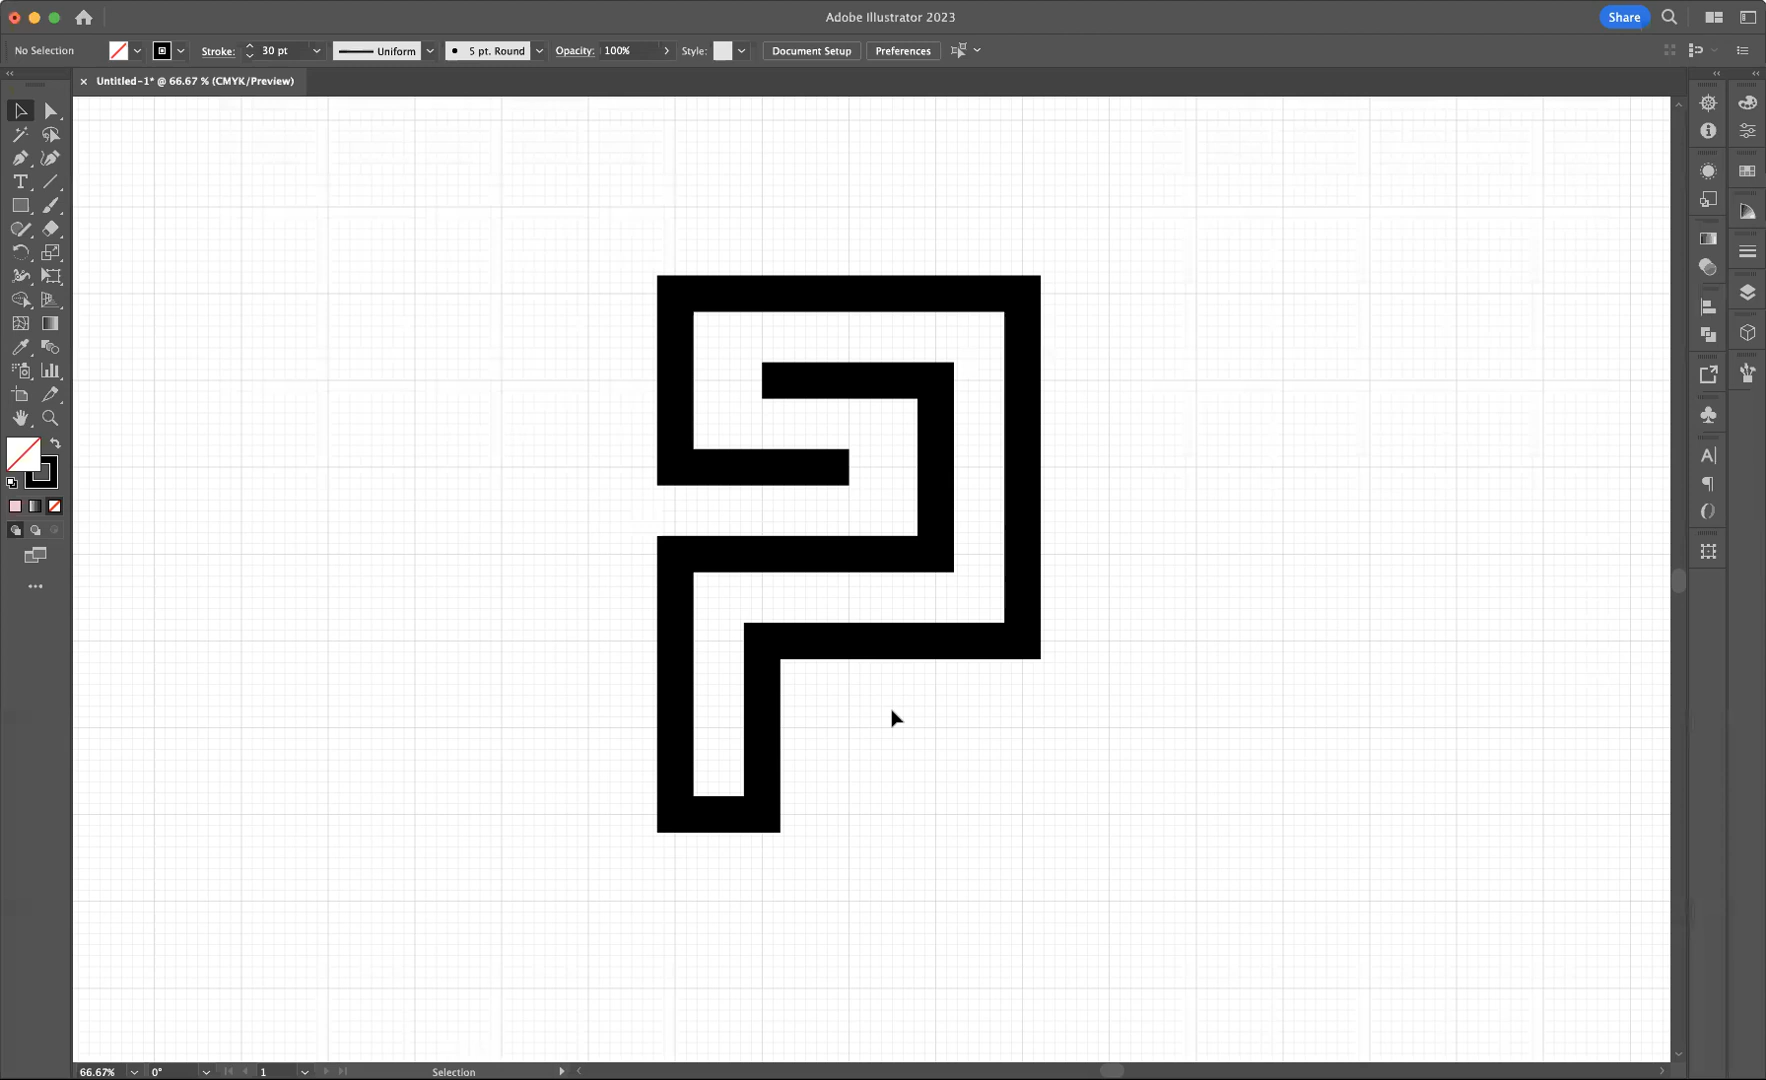 Adobe Illustrator 2023
Share
No Selection
Stroke:
30 pt
Uniform
5 pt. Round
Opacity:
100%
Style:
Document Setup
Preferences
Untitled-1* @ 66.67 % (CMYK/Preview)
66.67%
0°
1
Selection